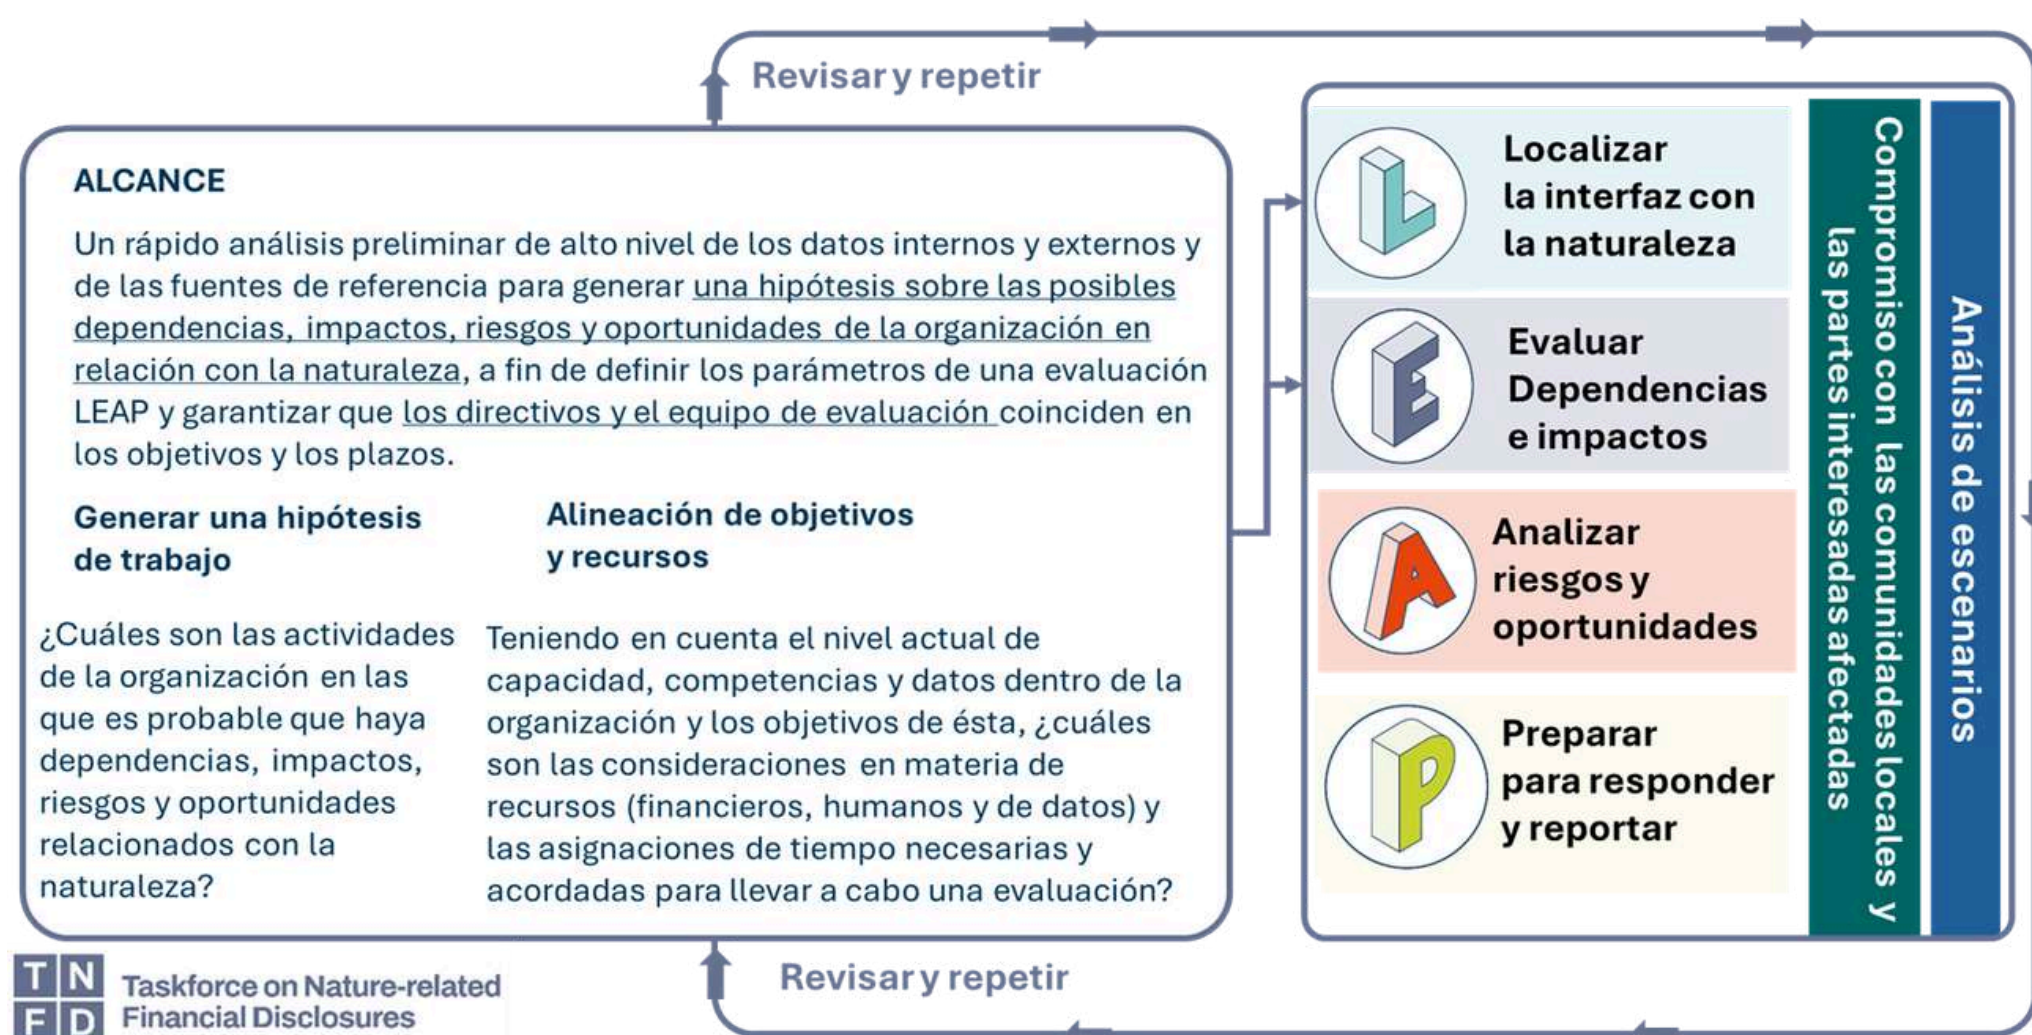 Revisar y repetir
ALCANCE
Un rápido análisis preliminar de alto nivel de los datos internos y externos y
de las fuentes de referencia para generar una hipótesis sobre las posibles
dependencias, impactos, riesgos y oportunidades de la organización en
relación con la naturaleza, a fin de definir los parámetros de una evaluación
LEAP y garantizar que los directivos y el equipo de evaluación coinciden en
los objetivos y los plazos.
Generar una hipótesis
de trabajo
¿Cuáles son las actividades
de la organización en las
que es probable que haya
dependencias, impactos,
riesgos y oportunidades
relacionados con la
naturaleza?
Alineación de objetivos
y recursos
Teniendo en cuenta el nivel actual de
capacidad, competencias y datos dentro de la
organización y los objetivos de ésta, ¿cuáles
son las consideraciones en materia de
recursos (financieros, humanos y de datos) y
las asignaciones de tiempo necesarias y
acordadas para llevar a cabo una evaluación?
L
Localizar
la interfaz con
la naturaleza
E
Evaluar
Dependencias
e impactos
A
Analizar
riesgos y
oportunidades
P
Preparar
para responder
y reportar
Compromiso con las comunidades locales y
las partes interesadas afectadas
Análisis de escenarios
Revisar y repetir
T N
F D
Taskforce on Nature-related
Financial Disclosures